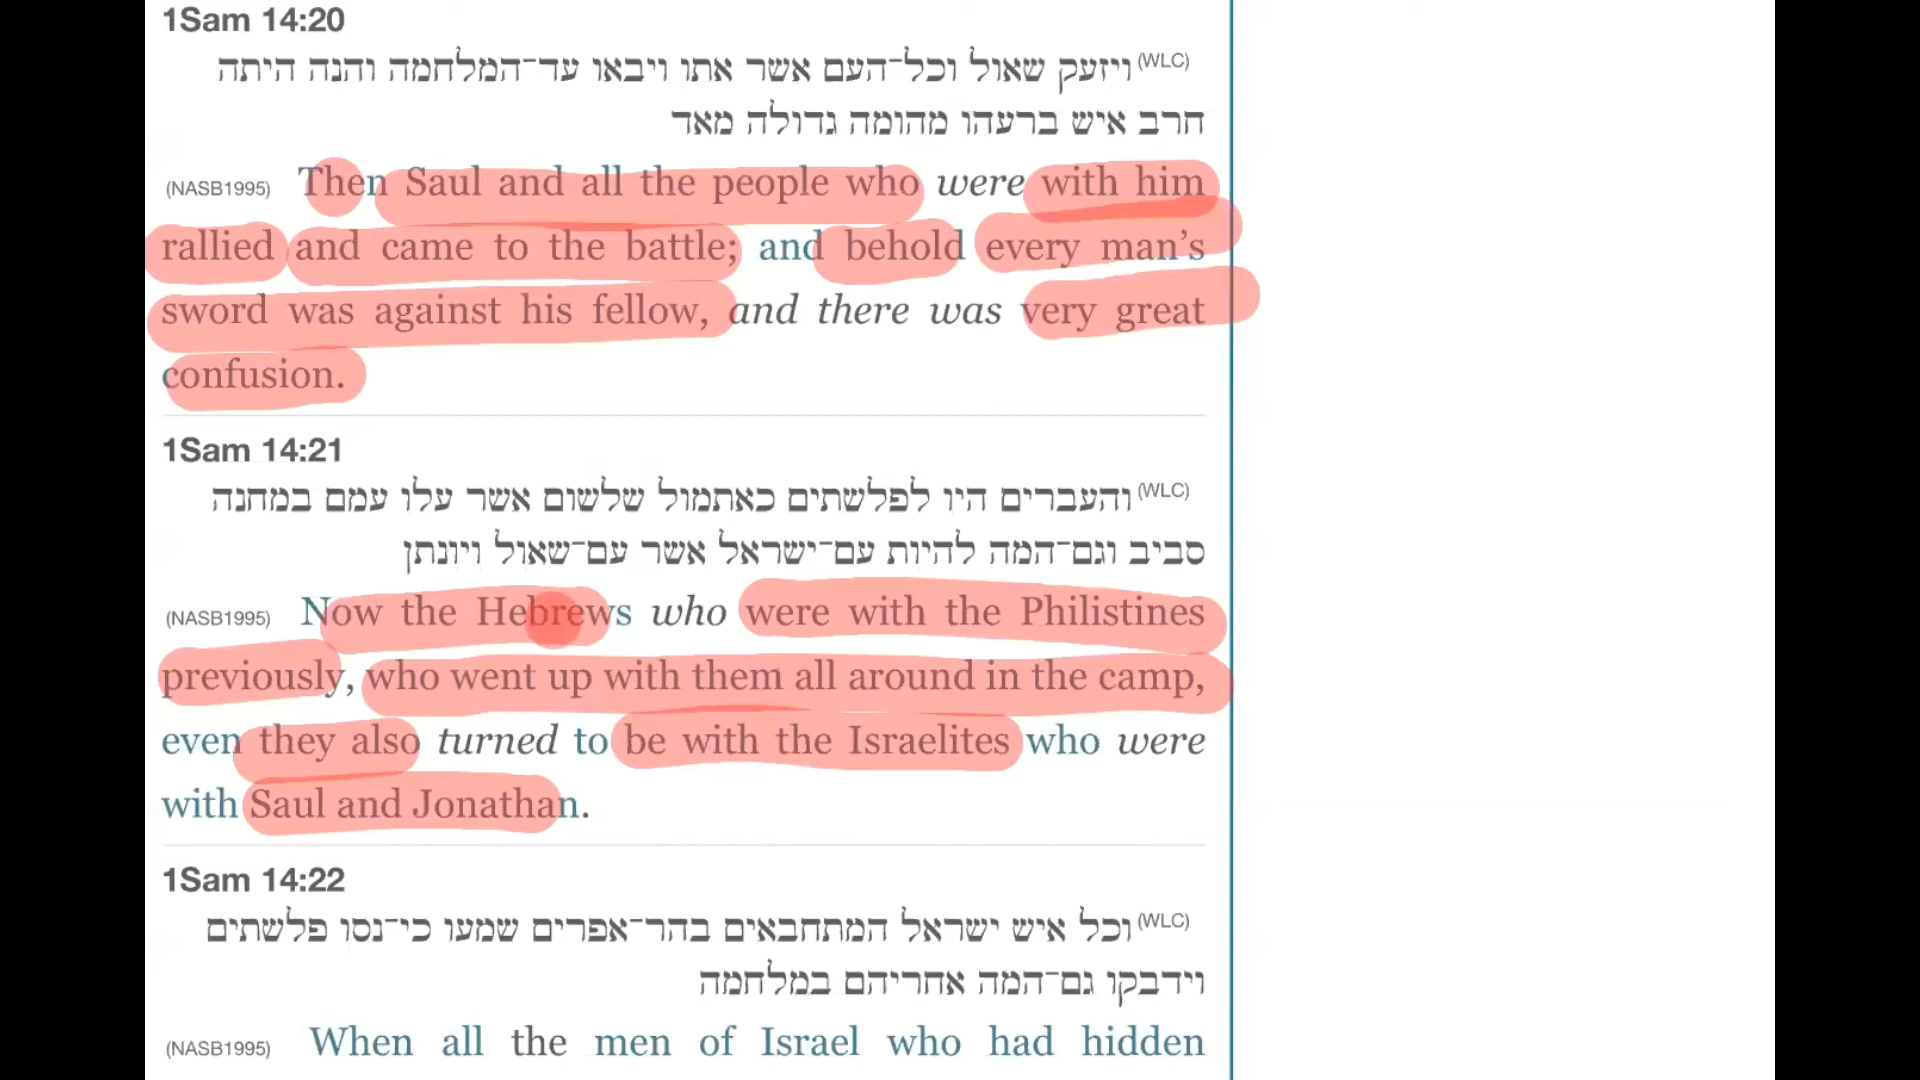 1Sam 14:20
(WLC) ויזעק שאול וכל־העם אשר אתו ויבאו עד־המלחמה והנה היתה
חרב איש ברעהו מהומה גדולה מאד
(NASB1995) Then Saul and all the people who were with him
rallied and came to the battle; and behold every man’s
sword was against his fellow, and there was very great
confusion.
1Sam 14:21
(WLC) והעברים היו לפלשתים כאתמול שלשום אשר עלו עמם במחנה
סביב וגם־המה להיות עם־ישראל אשר עם־שאול ויונתן
(NASB1995) Now the Hebrews who were with the Philistines
previously, who went up with them all around in the camp,
even they also turned to be with the Israelites who were
with Saul and Jonathan.
1Sam 14:22
(WLC) וכל איש ישראל המתחבאים בהר־אפרים שמעו כי־נסו פלשתים
וידבקו גם־המה אחריהם במלחמה
(NASB1995) When all the men of Israel who had hidden